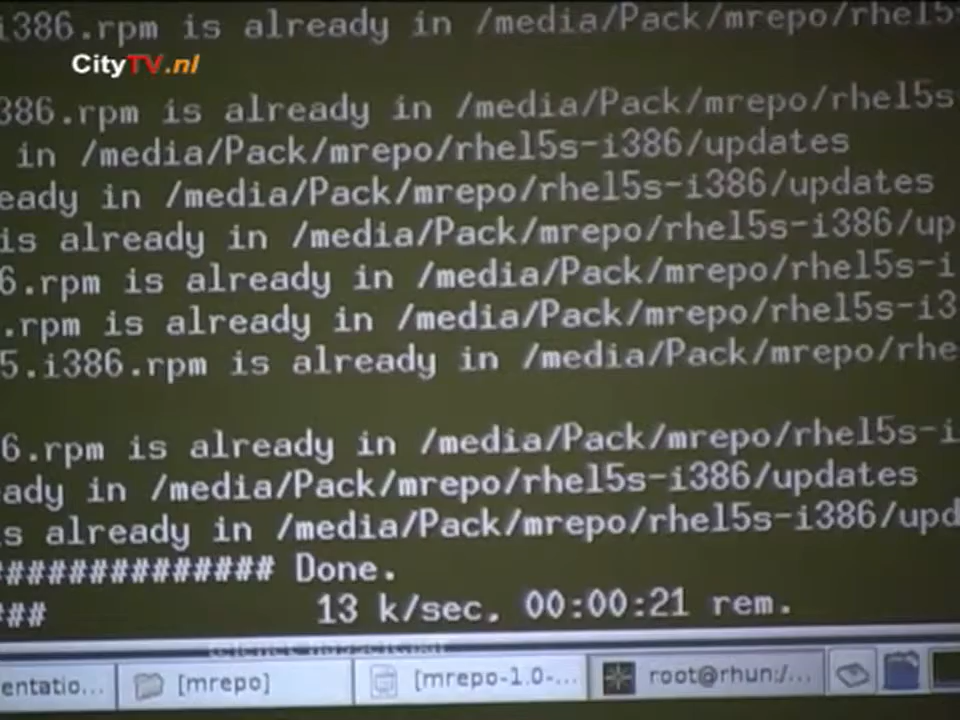 i386.rpm is already in /media/Pack/mrepo/rhel5s
CityTV.nl
386.rpm is already in /media/Pack/mrepo/rhel5s
in /media/Pack/mrepo/rhel5s-i386/updates
eady in /media/Pack/mrepo/rhel5s-i386/updates
is already in /media/Pack/mrepo/rhel5s-i386/up
6.rpm is already in /media/Pack/mrepo/rhel5s-i
.rpm is already in /media/Pack/mrepo/rhel5s-i3
5.i386.rpm is already in /media/Pack/mrepo/rhe
6.rpm is already in /media/Pack/mrepo/rhel5s-i
ady in /media/Pack/mrepo/rhel5s-i386/updates
s already in /media/Pack/mrepo/rhel5s-i386/upd
############## Done.
### 13 k/sec, 00:00:21 rem.
entatio... [mrepo] [mrepo-1.0-... root@rhun:/...